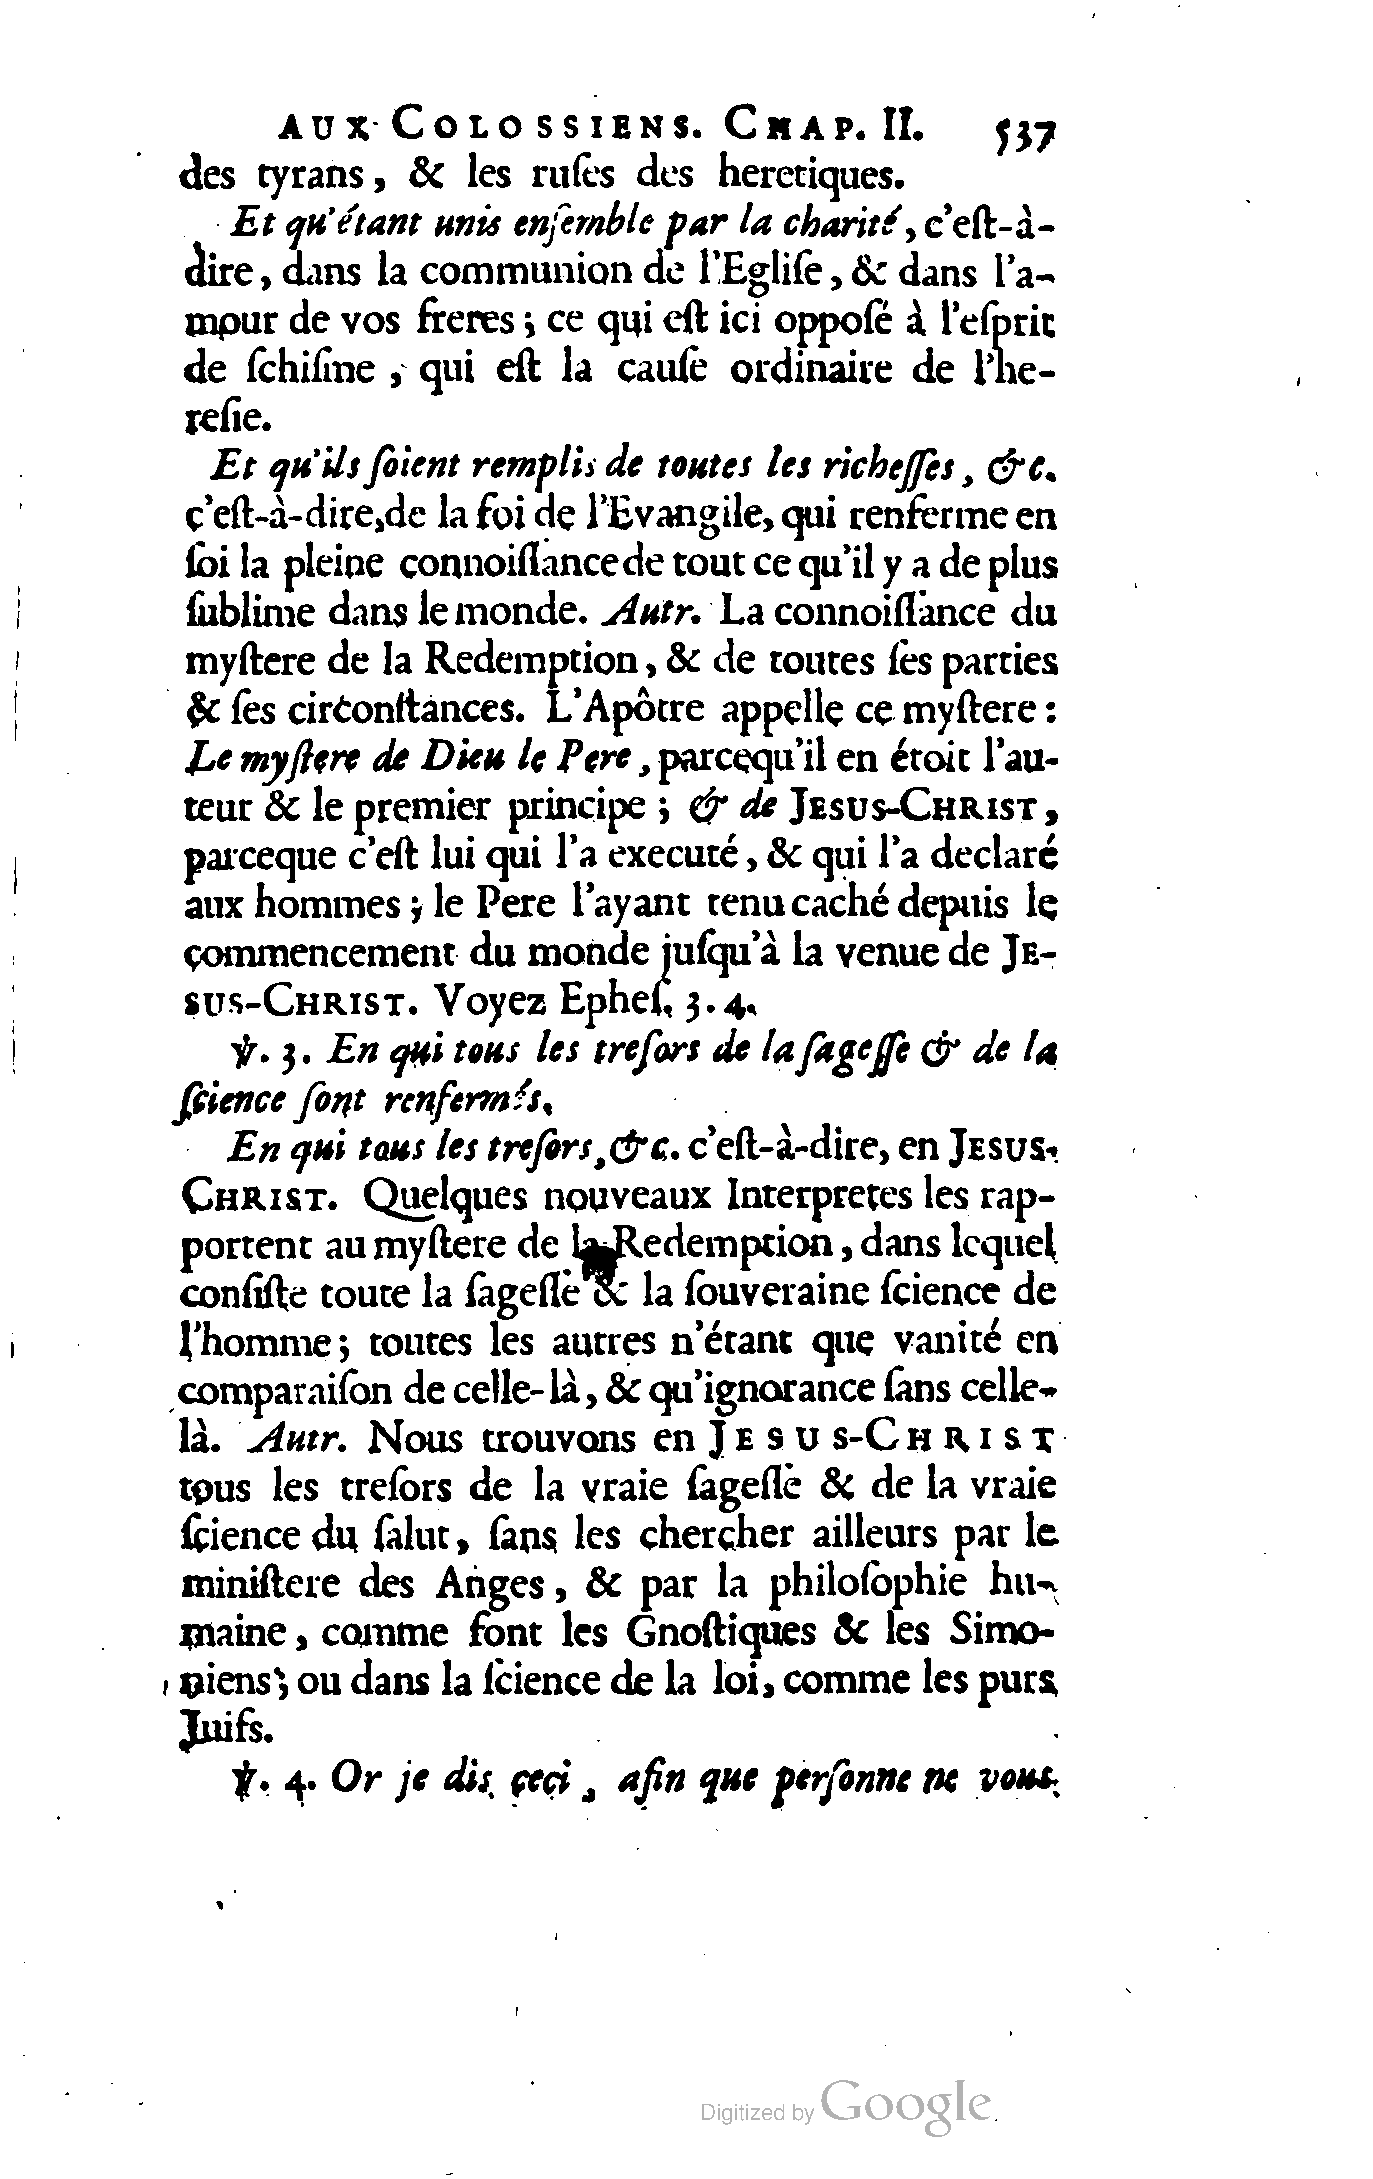 AUX COLOSSIENS. CHAP. II. 537
des tyrans, & les ruſes des heretiques.
Et qu'étant unis enſemble par la charité, c'eſt-à-
dire, dans la communion de l'Egliſe, & dans l'a-
mour de vos freres; ce qui eſt ici oppoſé à l'eſprit
de ſchiſme, qui eſt la cauſe ordinaire de l'he-
reſie.
Et qu'ils ſoient remplis de toutes les richeſſes, &c.
c'eſt-à-dire, de la foi de l'Evangile, qui renferme en
ſoi la pleine connoiſſance de tout ce qu'il y a de plus
ſublime dans le monde. Autr. La connoiſſance du
myſtere de la Redemption, & de toutes ſes parties
& ſes circonſtances. L'Apôtre appelle ce myſtere:
Le myſtere de Dieu le Pere, parcequ'il en étoit l'au-
teur & le premier principe; & de JESUS-CHRIST,
parceque c'eſt lui qui l'a executé, & qui l'a declaré
aux hommes; le Pere l'ayant tenu caché depuis le
commencement du monde juſqu'à la venue de JE-
SUS-CHRIST. Voyez Epheſ. 3. 4.
℣. 3. En qui tous les treſors de la ſageſſe & de la
ſcience ſont renfermés.
En qui tous les treſors, &c. c'eſt-à-dire, en JESUS-
CHRIST. Quelques nouveaux Interpretes les rap-
portent au myſtere de la Redemption, dans lequel
conſiſte toute la ſageſſe & la ſouveraine ſcience de
l'homme; toutes les autres n'étant que vanité en
comparaiſon de celle-là, & qu'ignorance ſans celle-
là. Autr. Nous trouvons en JESUS-CHRIST
tous les treſors de la vraie ſageſſe & de la vraie
ſcience du ſalut, ſans les chercher ailleurs par le
miniſtere des Anges, & par la philoſophie hu-
maine, comme font les Gnoſtiques & les Simo-
niens; ou dans la ſcience de la loi, comme les purs
Juifs.
℣. 4. Or je dis ceci, afin que perſonne ne vous
Digitized by Google